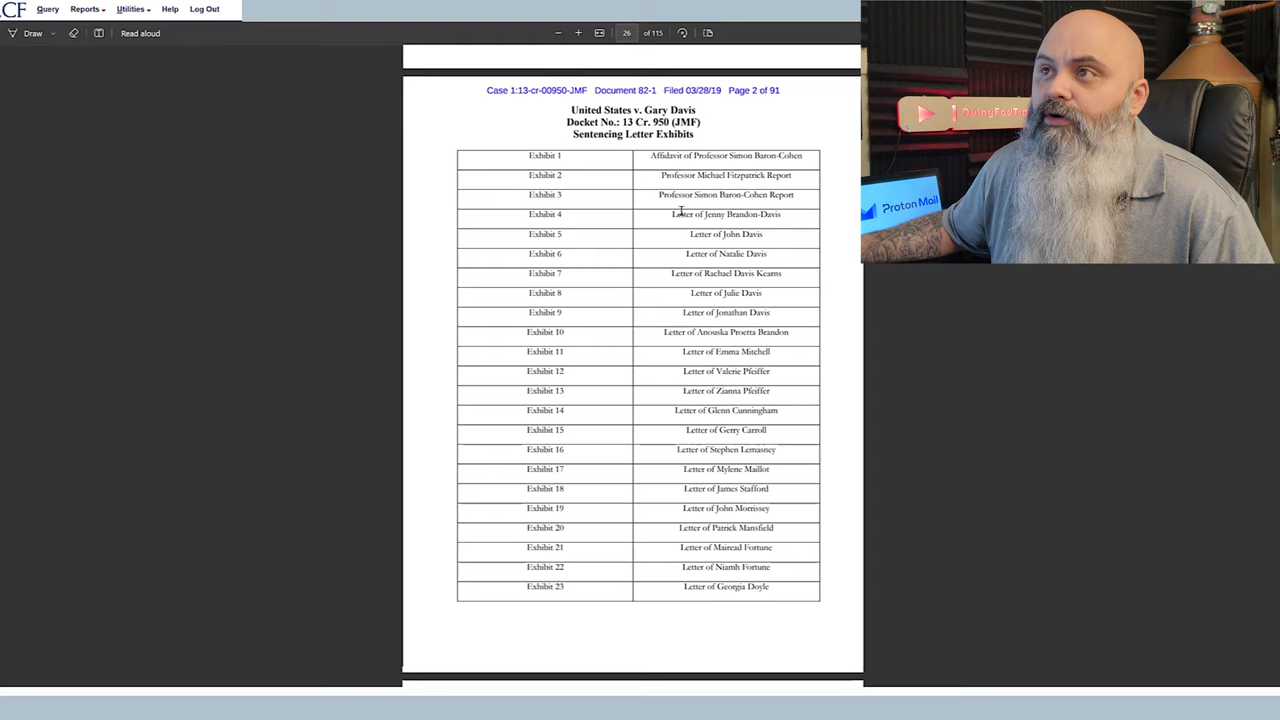 CF Query Reports Utilities Help Log Out
Draw Read aloud 26 of 115
Case 1:13-cr-00950-JMF Document 82-1 Filed 03/28/19 Page 2 of 91
United States v. Gary Davis
Docket No.: 13 Cr. 950 (JMF)
Sentencing Letter Exhibits
Exhibit 1 Affidavit of Professor Simon Baron-Cohen
Exhibit 2 Professor Michael Fitzpatrick Report
Exhibit 3 Professor Simon Baron-Cohen Report
Exhibit 4 Letter of Jenny Brandon-Davis
Exhibit 5 Letter of John Davis
Exhibit 6 Letter of Natalie Davis
Exhibit 7 Letter of Rachael Davis Kearns
Exhibit 8 Letter of Julie Davis
Exhibit 9 Letter of Jonathan Davis
Exhibit 10 Letter of Anouska Proetta Brandon
Exhibit 11 Letter of Emma Mitchell
Exhibit 12 Letter of Valerie Pfeiffer
Exhibit 13 Letter of Zianna Pfeiffer
Exhibit 14 Letter of Glenn Cunningham
Exhibit 15 Letter of Gerry Carroll
Exhibit 16 Letter of Stephen Lemasney
Exhibit 17 Letter of Mylene Maillot
Exhibit 18 Letter of James Stafford
Exhibit 19 Letter of John Morrissey
Exhibit 20 Letter of Patrick Mansfield
Exhibit 21 Letter of Mairead Fortune
Exhibit 22 Letter of Niamh Fortune
Exhibit 23 Letter of Georgia Doyle
DoingFedTim
Proton Mail